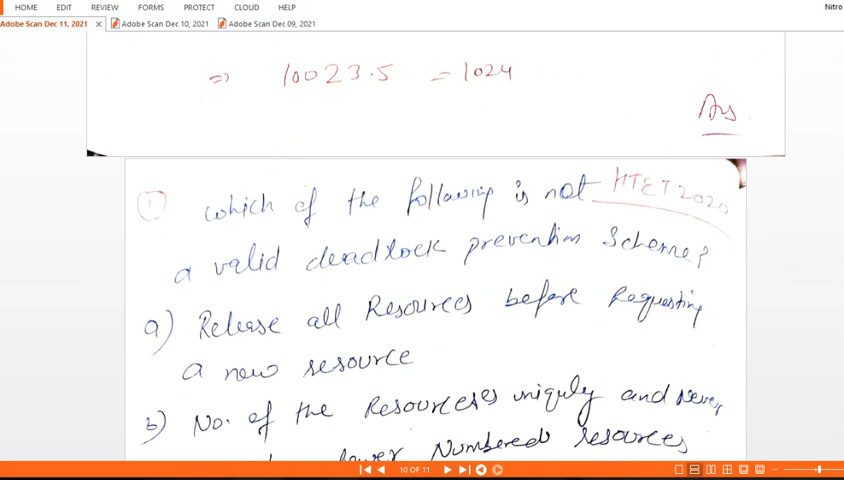 HOME EDIT REVIEW FORMS PROTECT CLOUD HELP Nitro
Adobe Scan Dec 11, 2021 × Adobe Scan Dec 10, 2021 Adobe Scan Dec 09, 2021
⇒ 10023.5 = 1024
Ans
① which of the following is not HTET 2020
a valid deadlock prevention Scheme?
a) Release all Resources before Requesting
a new resource
b) No. of the Resources uniquly and never
lower Numbered resources
10 OF 11